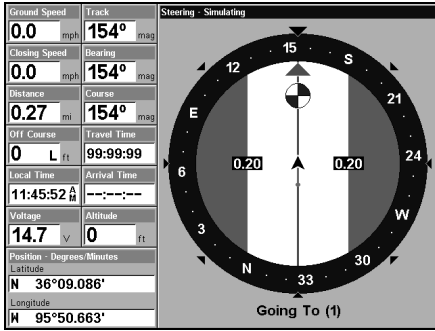 Ground Speed Track
0.0 mph 154° mag
Closing Speed Bearing
0.0 mph 154° mag
Distance Course
0.27 mi 154° mag
Off Course Travel Time
0 L ft 99:99:99
Local Time Arrival Time
11:45:52 AM --:--:--
Voltage Altitude
14.7 V 0 ft
Position - Degrees/Minutes
Latitude
N 36°09.086'
Longitude
W 95°50.663'
Steering - Simulating
15
S
12
21
E
24
6
0.20 0.20
W
3
30
N
33
Going To (1)